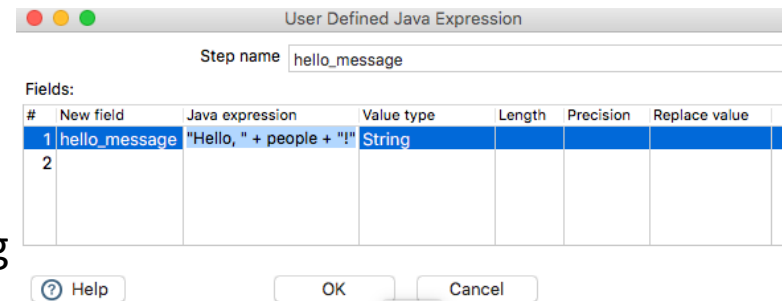 User Defined Java Expression
Step name hello_message
Fields:
# New field Java expression Value type Length Precision Replace value
1 hello_message "Hello, " + people + "!" String
2
g
? Help OK Cancel